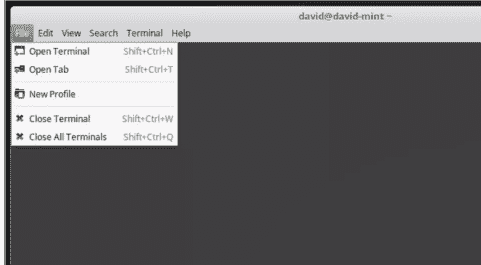 david@david-mint ~
File Edit View Search Terminal Help
Open Terminal Shift+Ctrl+N
Open Tab Shift+Ctrl+T
New Profile
Close Terminal Shift+Ctrl+W
Close All Terminals Shift+Ctrl+Q